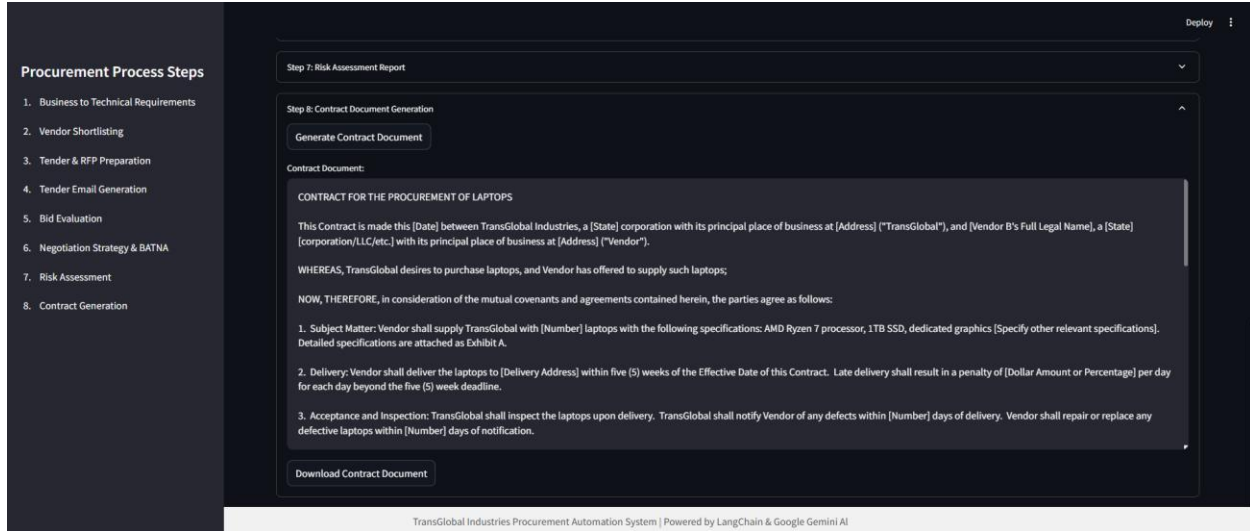 Deploy
Procurement Process Steps
1. Business to Technical Requirements
2. Vendor Shortlisting
3. Tender & RFP Preparation
4. Tender Email Generation
5. Bid Evaluation
6. Negotiation Strategy & BATNA
7. Risk Assessment
8. Contract Generation
Step 7: Risk Assessment Report
Step 8: Contract Document Generation
Generate Contract Document
Contract Document:
CONTRACT FOR THE PROCUREMENT OF LAPTOPS
This Contract is made this [Date] between TransGlobal Industries, a [State] corporation with its principal place of business at [Address] ("TransGlobal"), and [Vendor B's Full Legal Name], a [State]
[corporation/LLC/etc.] with its principal place of business at [Address] ("Vendor").
WHEREAS, TransGlobal desires to purchase laptops, and Vendor has offered to supply such laptops;
NOW, THEREFORE, in consideration of the mutual covenants and agreements contained herein, the parties agree as follows:
1. Subject Matter: Vendor shall supply TransGlobal with [Number] laptops with the following specifications: AMD Ryzen 7 processor, 1TB SSD, dedicated graphics [Specify other relevant specifications].
Detailed specifications are attached as Exhibit A.
2. Delivery: Vendor shall deliver the laptops to [Delivery Address] within five (5) weeks of the Effective Date of this Contract. Late delivery shall result in a penalty of [Dollar Amount or Percentage] per day
for each day beyond the five (5) week deadline.
3. Acceptance and Inspection: TransGlobal shall inspect the laptops upon delivery. TransGlobal shall notify Vendor of any defects within [Number] days of delivery. Vendor shall repair or replace any
defective laptops within [Number] days of notification.
Download Contract Document
TransGlobal Industries Procurement Automation System | Powered by LangChain & Google Gemini AI